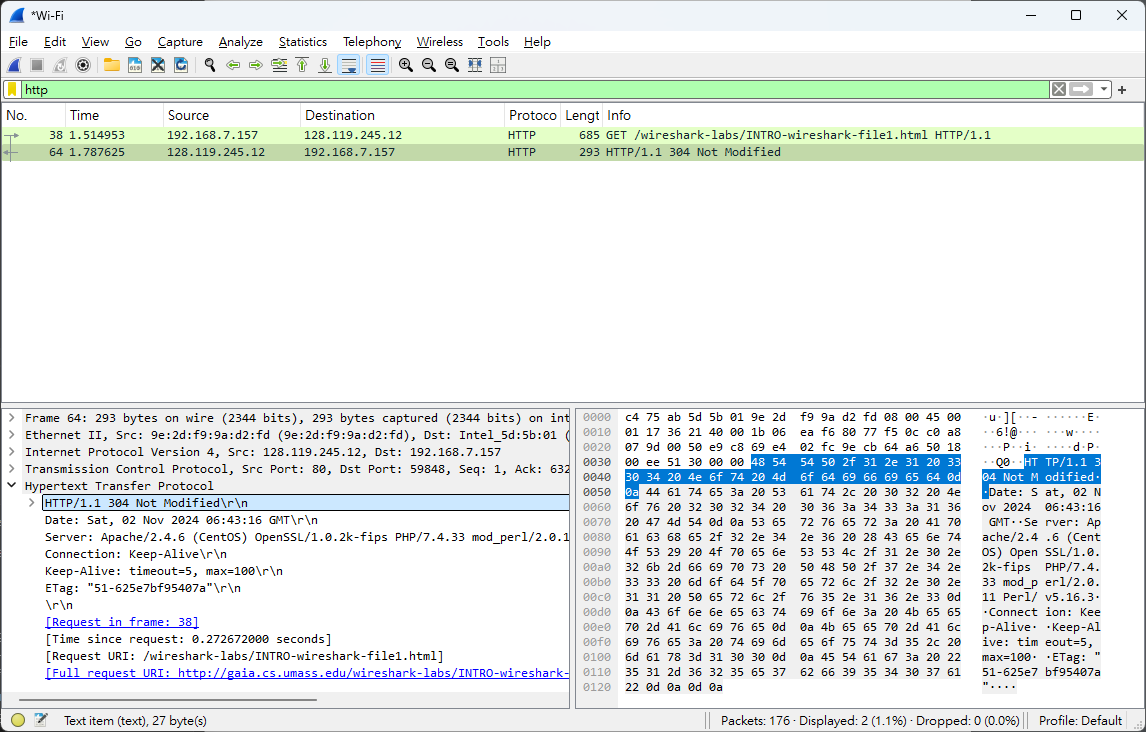 *Wi-Fi
File Edit View Go Capture Analyze Statistics Telephony Wireless Tools Help
http
No. Time Source Destination Protoco Lengt Info
38 1.514953 192.168.7.157 128.119.245.12 HTTP 685 GET /wireshark-labs/INTRO-wireshark-file1.html HTTP/1.1
64 1.787625 128.119.245.12 192.168.7.157 HTTP 293 HTTP/1.1 304 Not Modified
Frame 64: 293 bytes on wire (2344 bits), 293 bytes captured (2344 bits) on int
Ethernet II, Src: 9e:2d:f9:9a:d2:fd (9e:2d:f9:9a:d2:fd), Dst: Intel_5d:5b:01 (
Internet Protocol Version 4, Src: 128.119.245.12, Dst: 192.168.7.157
Transmission Control Protocol, Src Port: 80, Dst Port: 59848, Seq: 1, Ack: 632
Hypertext Transfer Protocol
HTTP/1.1 304 Not Modified\r\n
Date: Sat, 02 Nov 2024 06:43:16 GMT\r\n
Server: Apache/2.4.6 (CentOS) OpenSSL/1.0.2k-fips PHP/7.4.33 mod_perl/2.0.1
Connection: Keep-Alive\r\n
Keep-Alive: timeout=5, max=100\r\n
ETag: "51-625e7bf95407a"\r\n
\r\n
[Request in frame: 38]
[Time since request: 0.272672000 seconds]
[Request URI: /wireshark-labs/INTRO-wireshark-file1.html]
[Full request URI: http://gaia.cs.umass.edu/wireshark-labs/INTRO-wireshark-
0000 c4 75 ab 5d 5b 01 9e 2d f9 9a d2 fd 08 00 45 00 ·u·][··- ······E·
0010 01 17 36 21 40 00 1b 06 ea f6 80 77 f5 0c c0 a8 ··6!@··· ···w····
0020 07 9d 00 50 e9 c8 69 e4 02 fc 9e cb 64 a6 50 18 ···P··i· ····d·P·
0030 00 ee 51 30 00 00 48 54 54 50 2f 31 2e 31 20 33 ··Q0··HT TP/1.1 3
0040 30 34 20 4e 6f 74 20 4d 6f 64 69 66 69 65 64 0d 04 Not M odified·
0050 0a 44 61 74 65 3a 20 53 61 74 2c 20 30 32 20 4e ·Date: S at, 02 N
0060 6f 76 20 32 30 32 34 20 30 36 3a 34 33 3a 31 36 ov 2024 06:43:16
0070 20 47 4d 54 0d 0a 53 65 72 76 65 72 3a 20 41 70 GMT··Se rver: Ap
0080 61 63 68 65 2f 32 2e 34 2e 36 20 28 43 65 6e 74 ache/2.4 .6 (Cent
0090 4f 53 29 20 4f 70 65 6e 53 53 4c 2f 31 2e 30 2e OS) Open SSL/1.0.
00a0 32 6b 2d 66 69 70 73 20 50 48 50 2f 37 2e 34 2e 2k-fips PHP/7.4.
00b0 33 33 20 6d 6f 64 5f 70 65 72 6c 2f 32 2e 30 2e 33 mod_p erl/2.0.
00c0 31 31 20 50 65 72 6c 2f 76 35 2e 31 36 2e 33 0d 11 Perl/ v5.16.3·
00d0 0a 43 6f 6e 6e 65 63 74 69 6f 6e 3a 20 4b 65 65 ·Connect ion: Kee
00e0 70 2d 41 6c 69 76 65 0d 0a 4b 65 65 70 2d 41 6c p-Alive· ·Keep-Al
00f0 69 76 65 3a 20 74 69 6d 65 6f 75 74 3d 35 2c 20 ive: tim eout=5,
0100 6d 61 78 3d 31 30 30 0d 0a 45 54 61 67 3a 20 22 max=100· ·ETag: "
0110 35 31 2d 36 32 35 65 37 62 66 39 35 34 30 37 61 51-625e7 bf95407a
0120 22 0d 0a 0d 0a "····
Text item (text), 27 byte(s)
Packets: 176 · Displayed: 2 (1.1%) · Dropped: 0 (0.0%)
Profile: Default